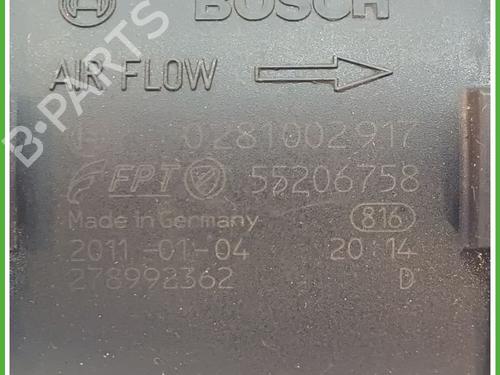 BOSCH
AIR FLOW
0281002917
FPT 55206758
Made in Germany 816
2011-01-04 20:14
278992362 D
B-PARTS